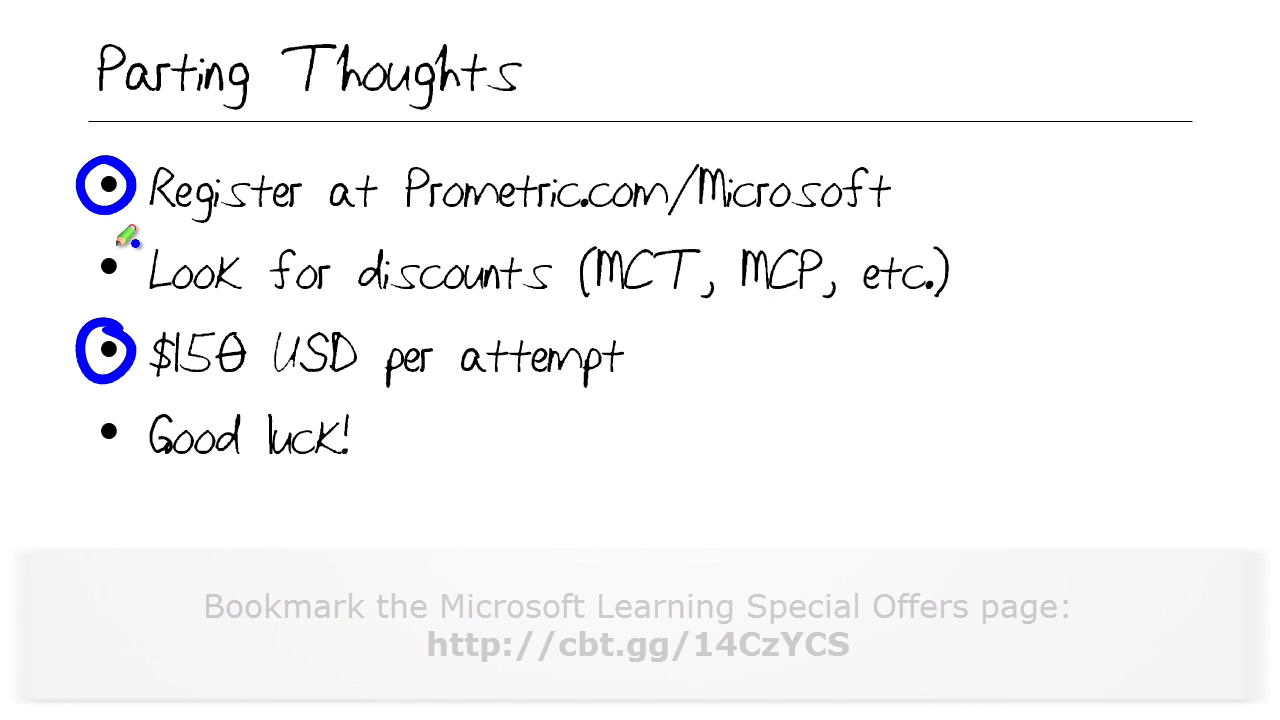 Parting Thoughts
• Register at Prometric.com/Microsoft
• Look for discounts (MCT, MCP, etc.)
• $150 USD per attempt
• Good luck!
Bookmark the Microsoft Learning Special Offers page:
http://cbt.gg/14CzYCS